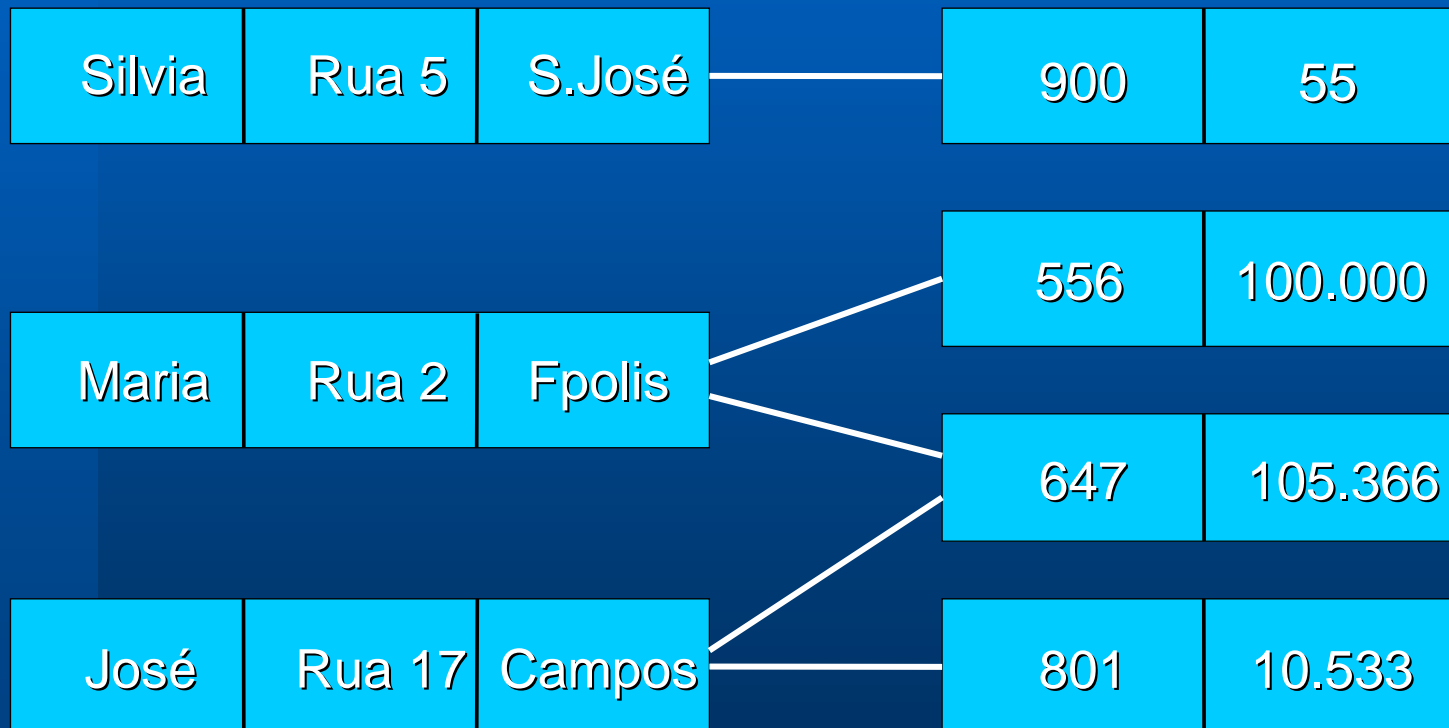 Silvia Rua 5 S.José 900 55
556 100.000
Maria Rua 2 Fpolis
647 105.366
José Rua 17 Campos 801 10.533